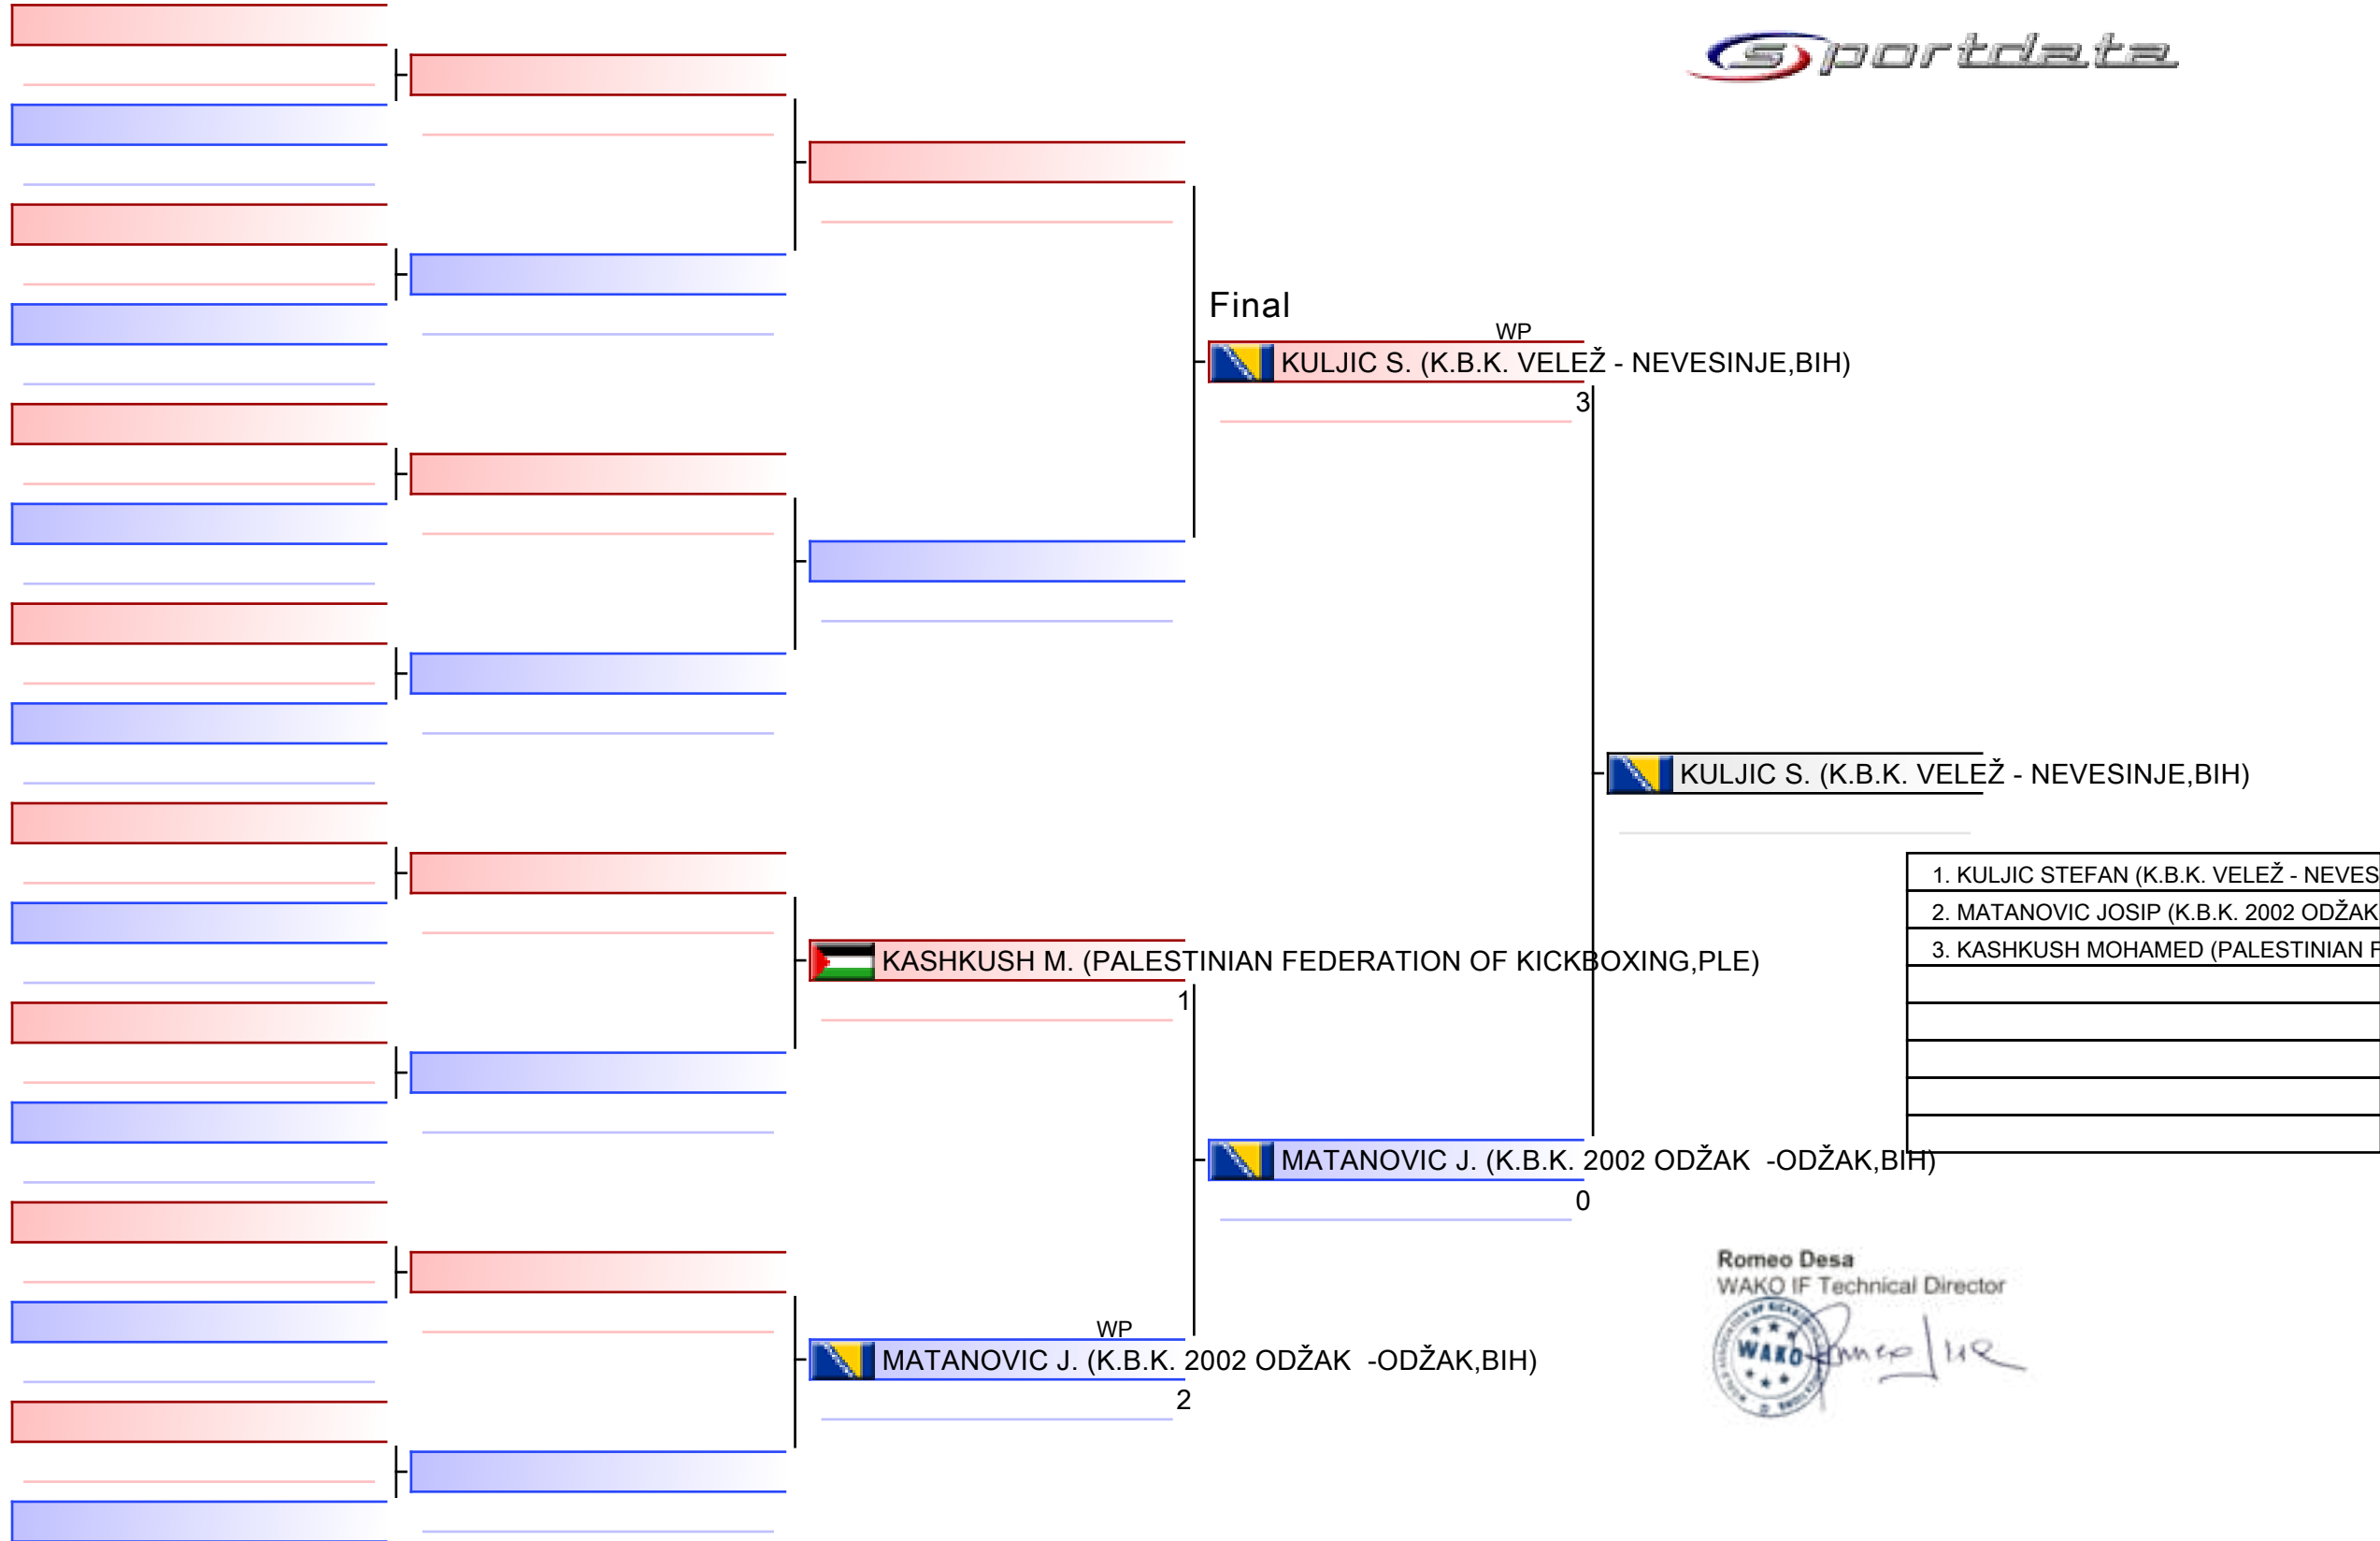 sportdata
Final
WP
KULJIC S. (K.B.K. VELEŽ - NEVESINJE,BIH)
3
KULJIC S. (K.B.K. VELEŽ - NEVESINJE,BIH)
1. KULJIC STEFAN (K.B.K. VELEŽ - NEVES
2. MATANOVIC JOSIP (K.B.K. 2002 ODŽAK
3. KASHKUSH MOHAMED (PALESTINIAN F
KASHKUSH M. (PALESTINIAN FEDERATION OF KICKBOXING,PLE)
1
MATANOVIC J. (K.B.K. 2002 ODŽAK -ODŽAK,BIH)
0
WP
MATANOVIC J. (K.B.K. 2002 ODŽAK -ODŽAK,BIH)
2
Romeo Desa
WAKO IF Technical Director
WAKO